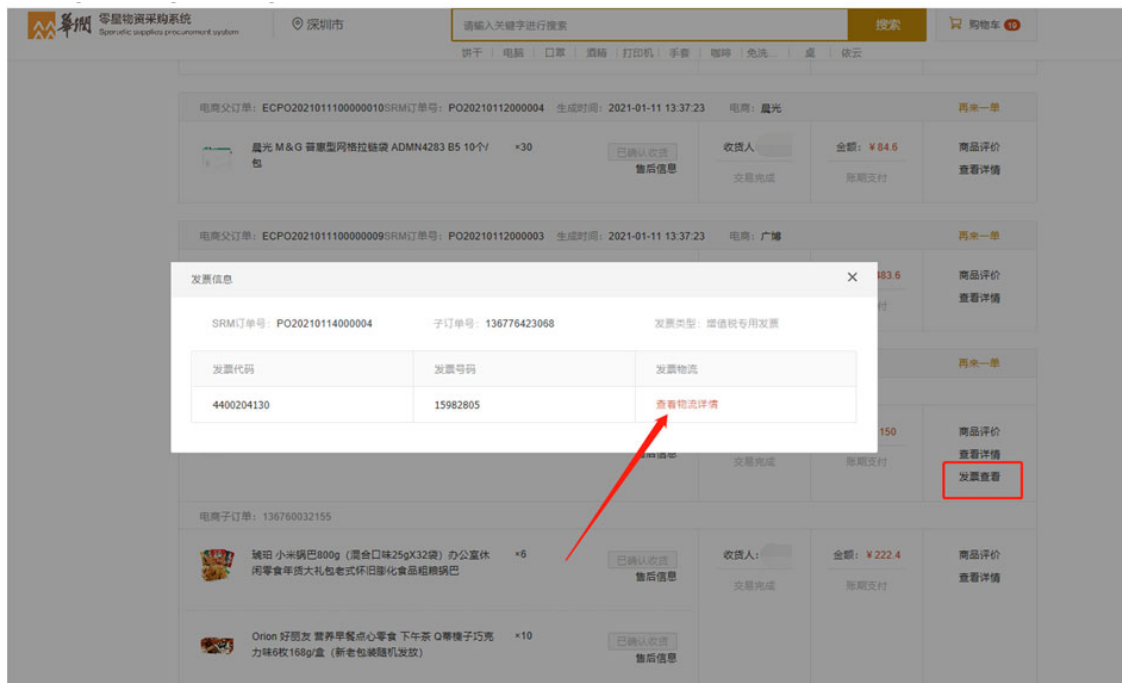 華潤 零星物资采购系统
Sporadic supplies procurement system
深圳市
请输入关键字进行搜索
搜索
购物车 19
饼干 | 电脑 | 口罩 | 酒精 | 打印机 | 手套 | 咖啡 | 免洗... | 桌 | 依云
电商父订单：ECPO2021011100000010SRM订单号：PO20210112000004 生成时间：2021-01-11 13:37:23 电商：晨光 再来一单
晨光 M&G 普惠型网格拉链袋 ADMN4283 B5 10个/ ×30 已确认收货 收货人 金额：￥84.6 商品评价
包 售后信息 交易完成 账期支付 查看详情
电商父订单：ECPO2021011100000009SRM订单号：PO20210112000003 生成时间：2021-01-11 13:37:23 电商：广博 再来一单
发票信息 × 483.6 商品评价
查看详情
SRM订单号：PO20210114000004 子订单号：136776423068 发票类型：增值税专用发票
发票代码 发票号码 发票物流 再来一单
4400204130 15982805 查看物流详情
150 商品评价
售后信息 交易完成 账期支付 查看详情
发票查看
电商子订单：136760032155
琥珀 小米锅巴800g（混合口味25gX32袋）办公室休 ×6 已确认收货 收货人： 金额：￥222.4 商品评价
闲零食年货大礼包老式怀旧膨化食品粗粮锅巴 售后信息 交易完成 账期支付 查看详情
Orion 好丽友 营养早餐点心零食 下午茶 Q蒂榛子巧克 ×10 已确认收货
力味6枚168g/盒（新老包装随机发放） 售后信息